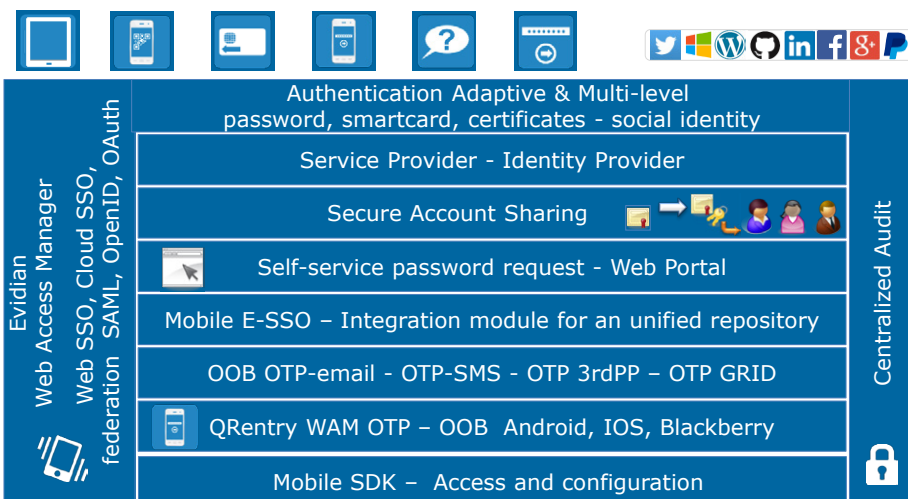 Authentication Adaptive & Multi-level
password, smartcard, certificates - social identity
Service Provider - Identity Provider
Secure Account Sharing
Self-service password request - Web Portal
Mobile E-SSO – Integration module for an unified repository
OOB OTP-email - OTP-SMS - OTP 3rdPP – OTP GRID
QRentry WAM OTP – OOB Android, IOS, Blackberry
Mobile SDK – Access and configuration
Evidian
Web Access Manager
Web SSO, Cloud SSO,
federation SAML, OpenID, OAuth
Centralized Audit